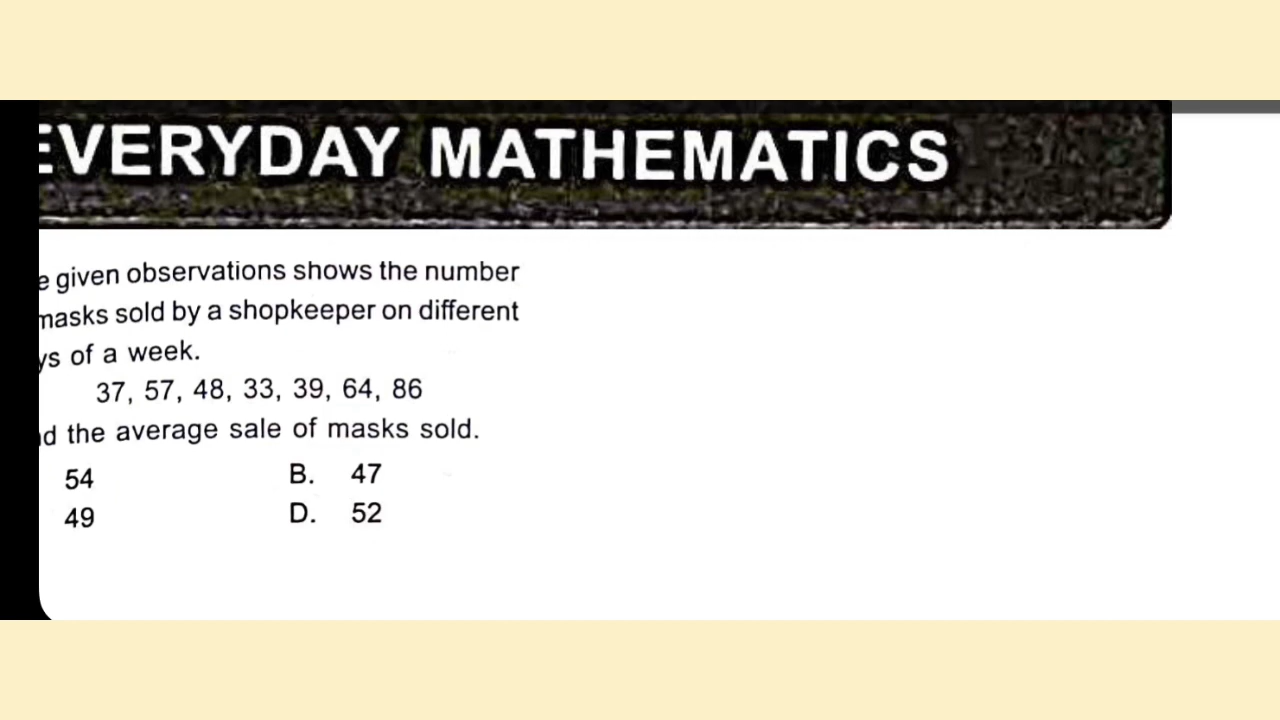 EVERYDAY MATHEMATICS
e given observations shows the number
masks sold by a shopkeeper on different
ys of a week.
37, 57, 48, 33, 39, 64, 86
d the average sale of masks sold.
54 B. 47
49 D. 52